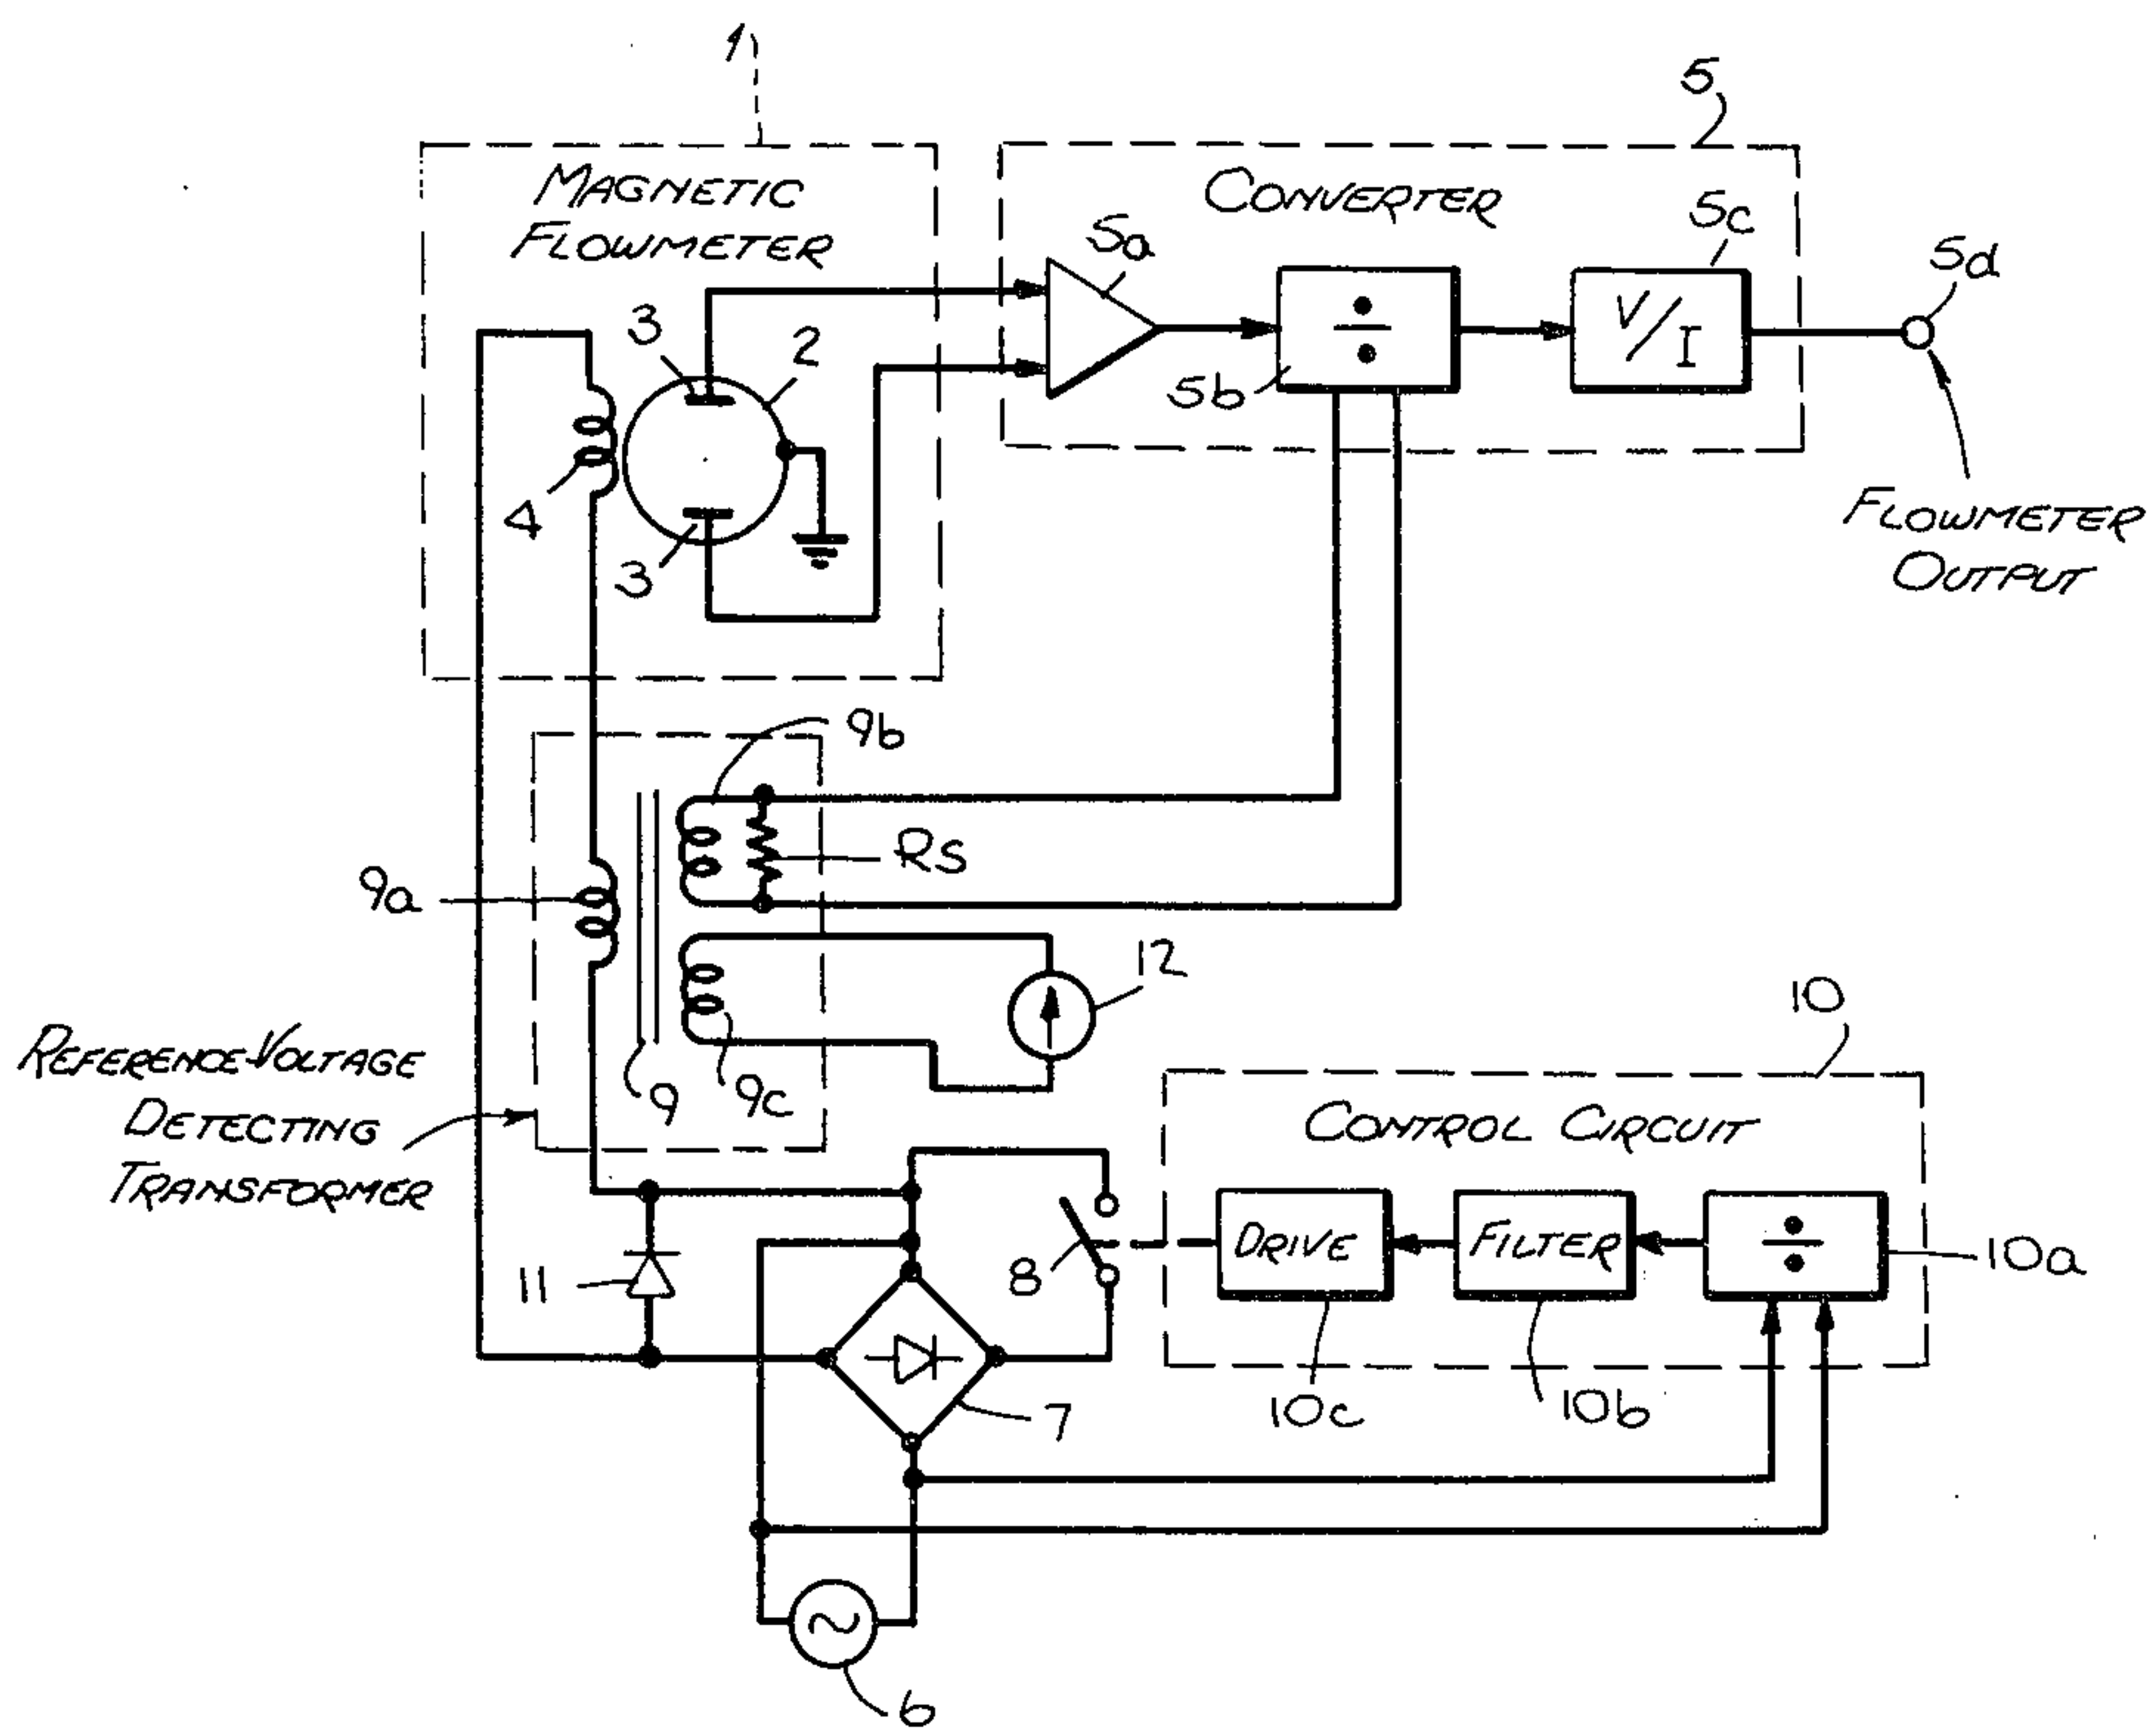 1
5
MAGNETIC
FLOWMETER
CONVERTER
5a
5c
5d
3
2
÷
V/I
5b
4
3
FLOWMETER
OUTPUT
9b
RS
9a
12
10
REFERENCE-VOLTAGE
DETECTING
TRANSFORMER
9
9c
CONTROL CIRCUIT
8
DRIVE
FILTER
÷
10a
11
10c
10b
7
6